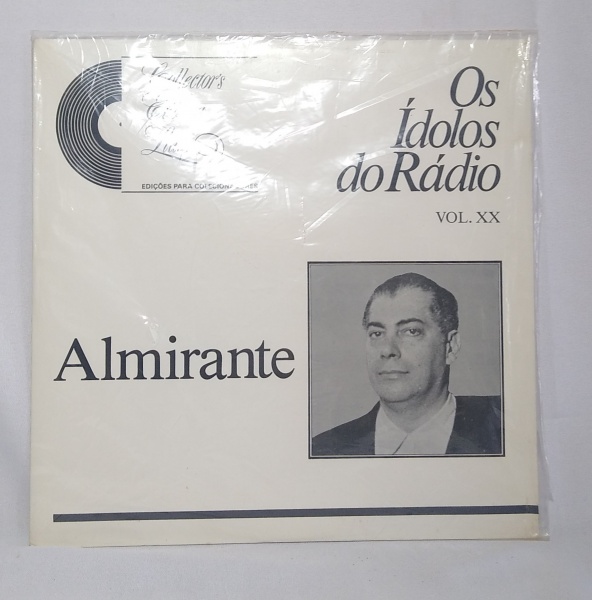 Collector's
EDIÇÕES PARA COLECIONADORES
Os
Ídolos
do Rádio
VOL. XX
Almirante